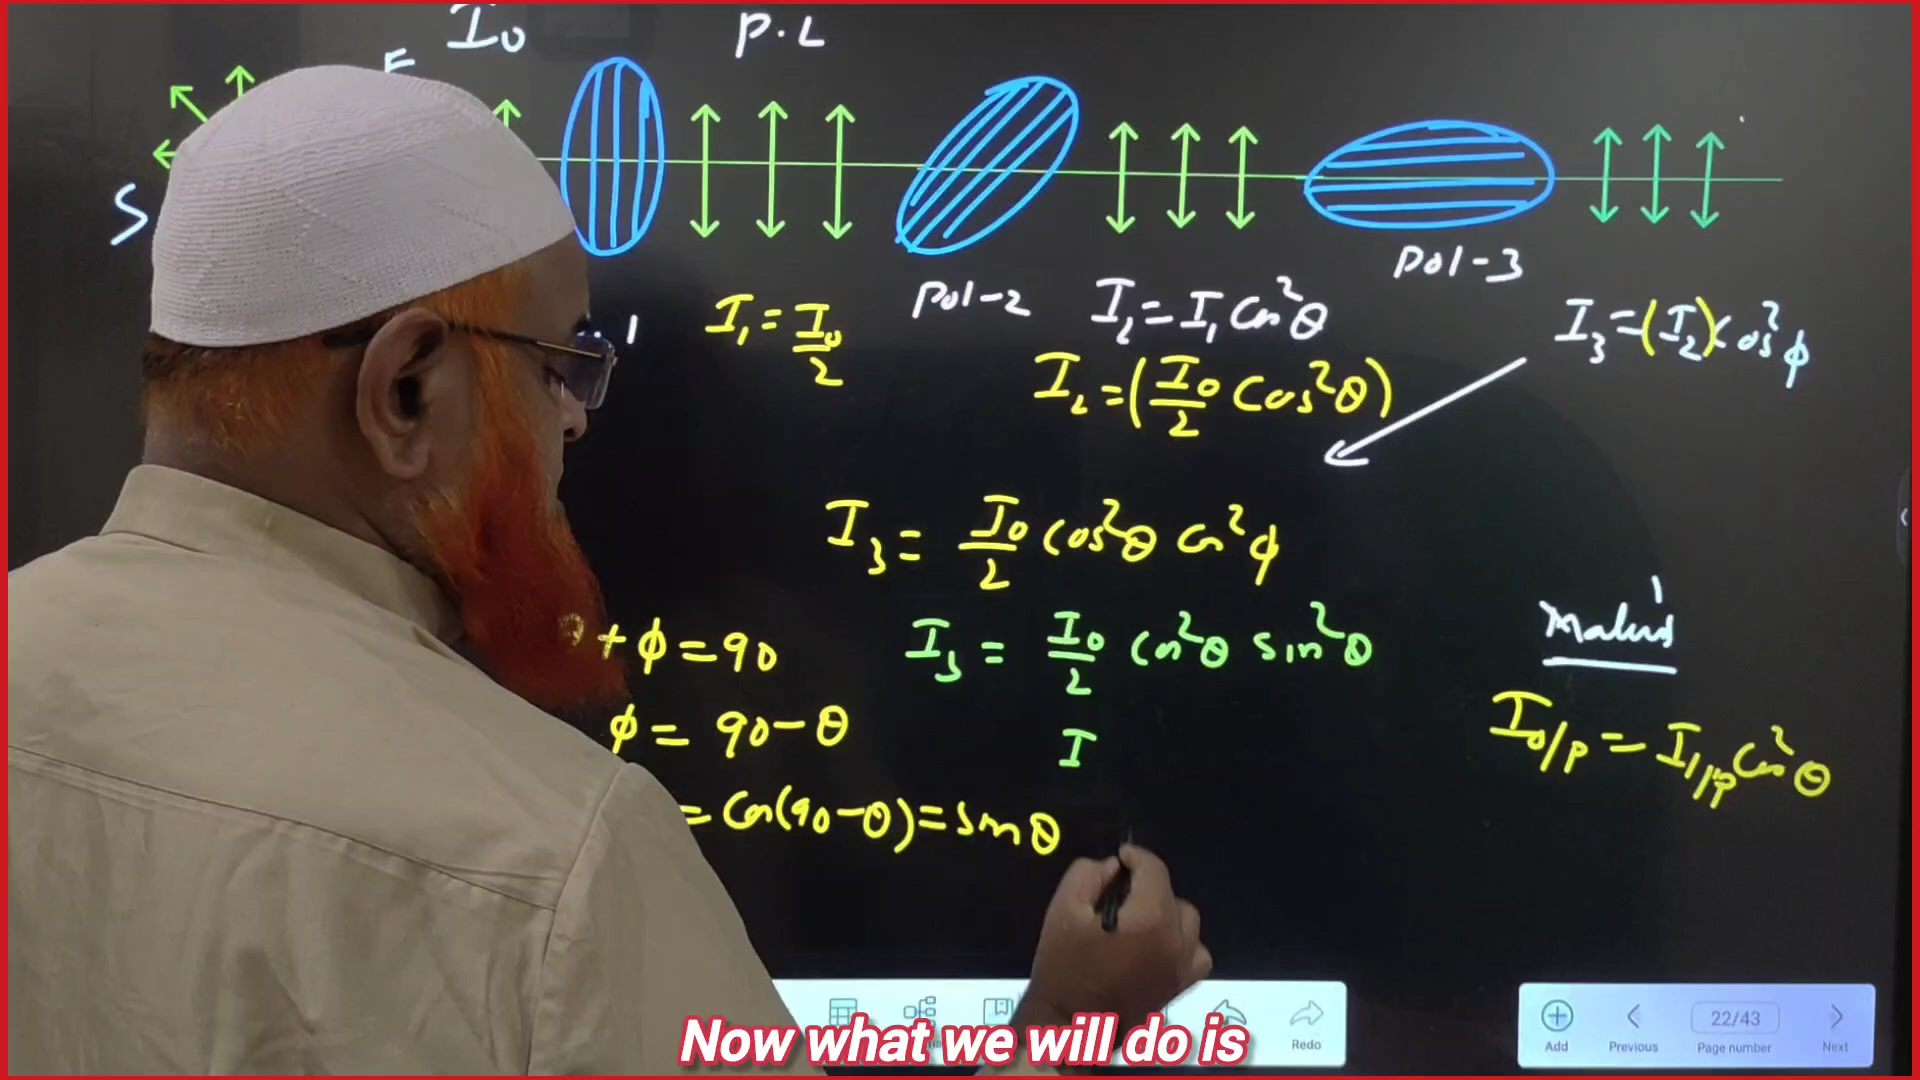 I₀
P.L
S
1
I₁ = I₀/2
Pol-2
I₂ = I₁ Cos²θ
Pol-3
I₃ = (I₂) Cos²φ
I₂ = (I₀/2 Cos²θ)
I₃ = I₀/2 Cos²θ Cos²φ
+ φ = 90
I₃ = I₀/2 Cos²θ Sin²θ
Malus'
φ = 90 - θ
I
I o/p = I 1/p Cos²θ
= Cos(90-θ) = Sin θ
Redo
Add
Previous
22/43
Page number
Next
Now what we will do is